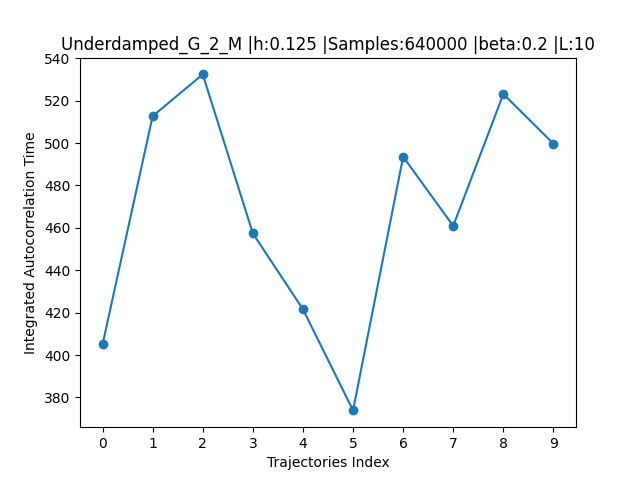 Underdamped_G_2_M |h:0.125 |Samples:640000 |beta:0.2 |L:10
Integrated Autocorrelation Time
540
520
500
480
460
440
420
400
380
0 1 2 3 4 5 6 7 8 9
Trajectories Index